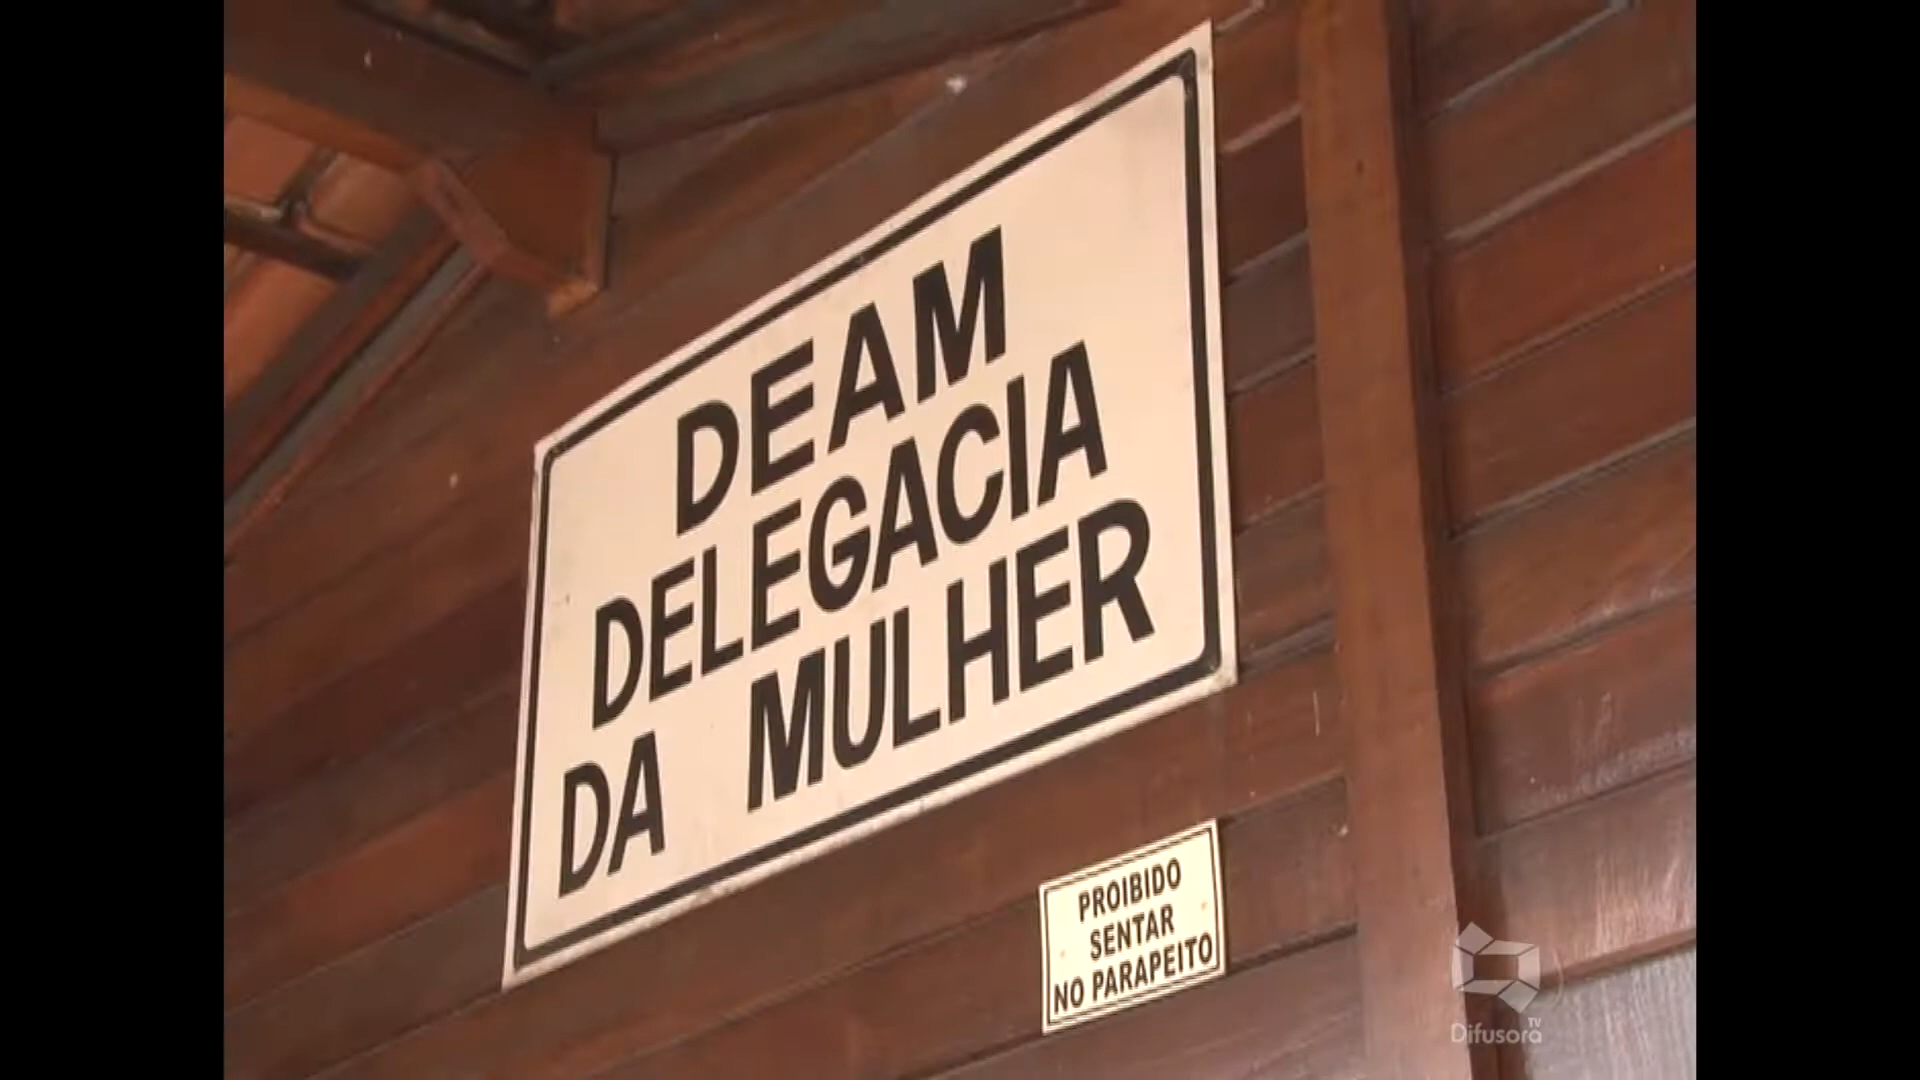 DEAM
DELEGACIA
DA MULHER
PROIBIDO
SENTAR
NO PARAPEITO
TV
Difusora